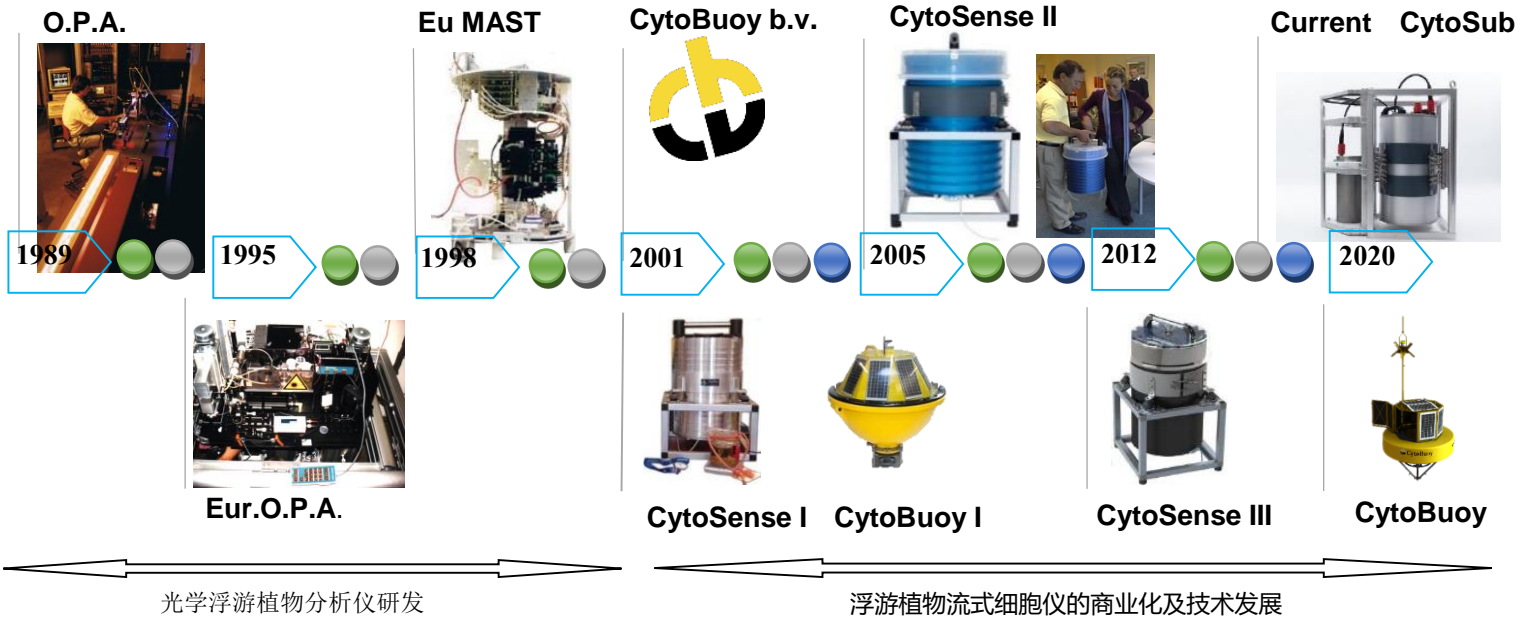 O.P.A.
Eu MAST
CytoBuoy b.v.
CytoSense II
Current CytoSub
1989
1995
1998
2001
2005
2012
2020
Eur.O.P.A.
CytoSense I
CytoBuoy I
CytoSense III
CytoBuoy
CytoBuoy
光学浮游植物分析仪研发
浮游植物流式细胞仪的商业化及技术发展